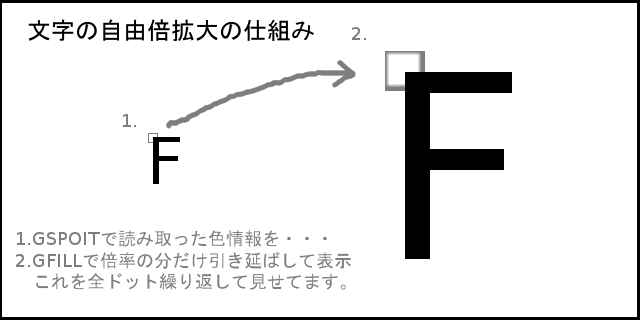 文字の自由倍拡大の仕組み
2.
1.
F
F
1.GSPOITで読み取った色情報を・・・
2.GFILLで倍率の分だけ引き延ばして表示
これを全ドット繰り返して見せてます。